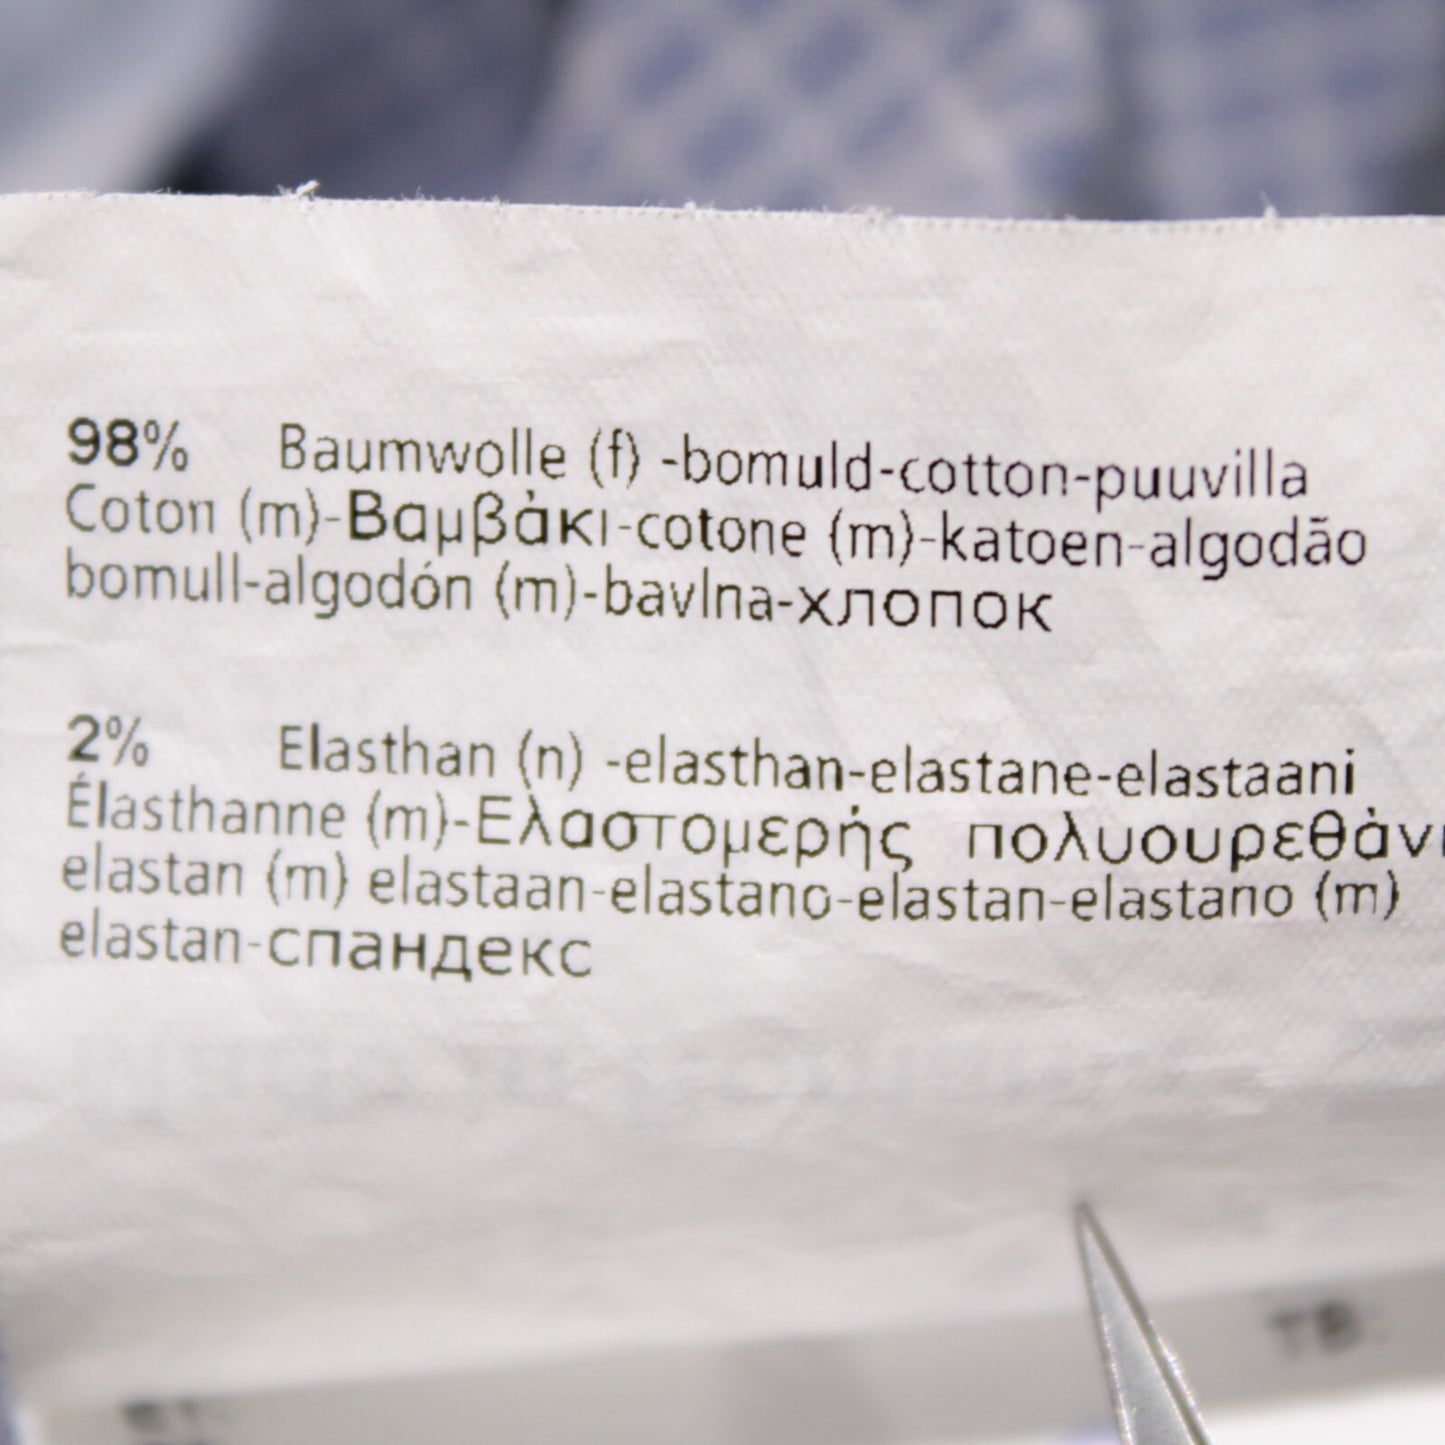 98% Baumwolle (f) -bomuld-cotton-puuvilla
Coton (m)-Βαμβάκι-cotone (m)-katoen-algodão
bomull-algodón (m)-bavlna-хлопок
2% Elasthan (n) -elasthan-elastane-elastaani
Élasthanne (m)-Ελαστομερής
elastan (m) elastaan-elastano-elastan-elastano (m)
elastan-спандекс